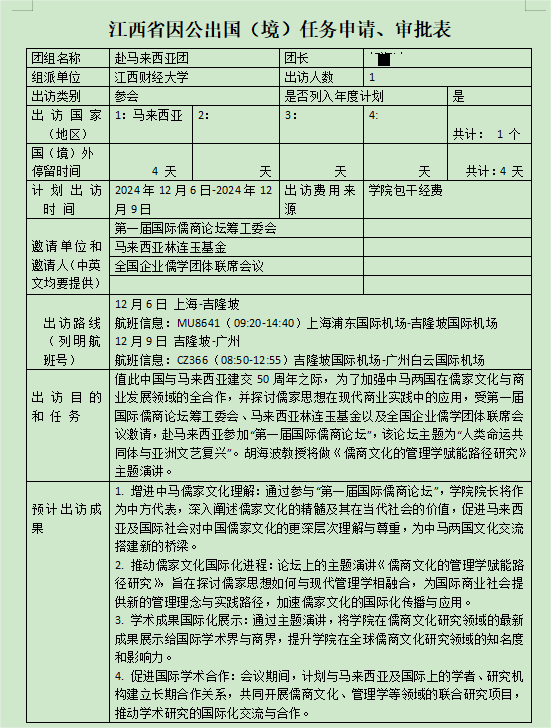 江西省因公出国（境）任务申请、审批表
团组名称 赴马来西亚团 团长
组派单位 江西财经大学 出访人数 1
出访类别 参会 是否列入年度计划 是
出访国家（地区） 1：马来西亚 2： 3： 4: 共计： 1 个
国（境）外停留时间 4 天 天 天 天 共计：4 天
计划出访时间 2024 年 12 月 6 日-2024 年 12 月 9 日 出访费用来源 学院包干经费
邀请单位和邀请人（中英文均要提供）
第一届国际儒商论坛筹工委会
马来西亚林连玉基金
全国企业儒学团体联席会议
出访路线（列明航班号）
12 月 6 日 上海-吉隆坡
航班信息：MU8641（09:20-14:40）上海浦东国际机场-吉隆坡国际机场
12 月 9 日 吉隆坡-广州
航班信息：CZ366（08:50-12:55）吉隆坡国际机场-广州白云国际机场
出访目的和任务
值此中国与马来西亚建交 50 周年之际，为了加强中马两国在儒家文化与商
业发展领域的全合作，并探讨儒家思想在现代商业实践中的应用，受第一届
国际儒商论坛筹工委会、马来西亚林连玉基金以及全国企业儒学团体联席会
议邀请，赴马来西亚参加“第一届国际儒商论坛”，该论坛主题为“人类命运共
同体与亚洲文艺复兴”。胡海波教授将做《儒商文化的管理学赋能路径研究》
主题演讲。
预计出访成果
1. 增进中马儒家文化理解：通过参与“第一届国际儒商论坛”，学院院长将作
为中方代表，深入阐述儒家文化的精髓及其在当代社会的价值，促进马来西
亚及国际社会对中国儒家文化的更深层次理解与尊重，为中马两国文化交流
搭建新的桥梁。
2. 推动儒家文化国际化进程：论坛上的主题演讲《儒商文化的管理学赋能路
径研究》，旨在探讨儒家思想如何与现代管理学相融合，为国际商业社会提
供新的管理理念与实践路径，加速儒家文化的国际化传播与应用。
3. 学术成果国际化展示：通过主题演讲，将学院在儒商文化研究领域的最新
成果展示给国际学术界与商界，提升学院在全球儒商文化研究领域的知名度
和影响力。
4. 促进国际学术合作：会议期间，计划与马来西亚及国际上的学者、研究机
构建立长期合作关系，共同开展儒商文化、管理学等领域的联合研究项目，
推动学术研究的国际化交流与合作。